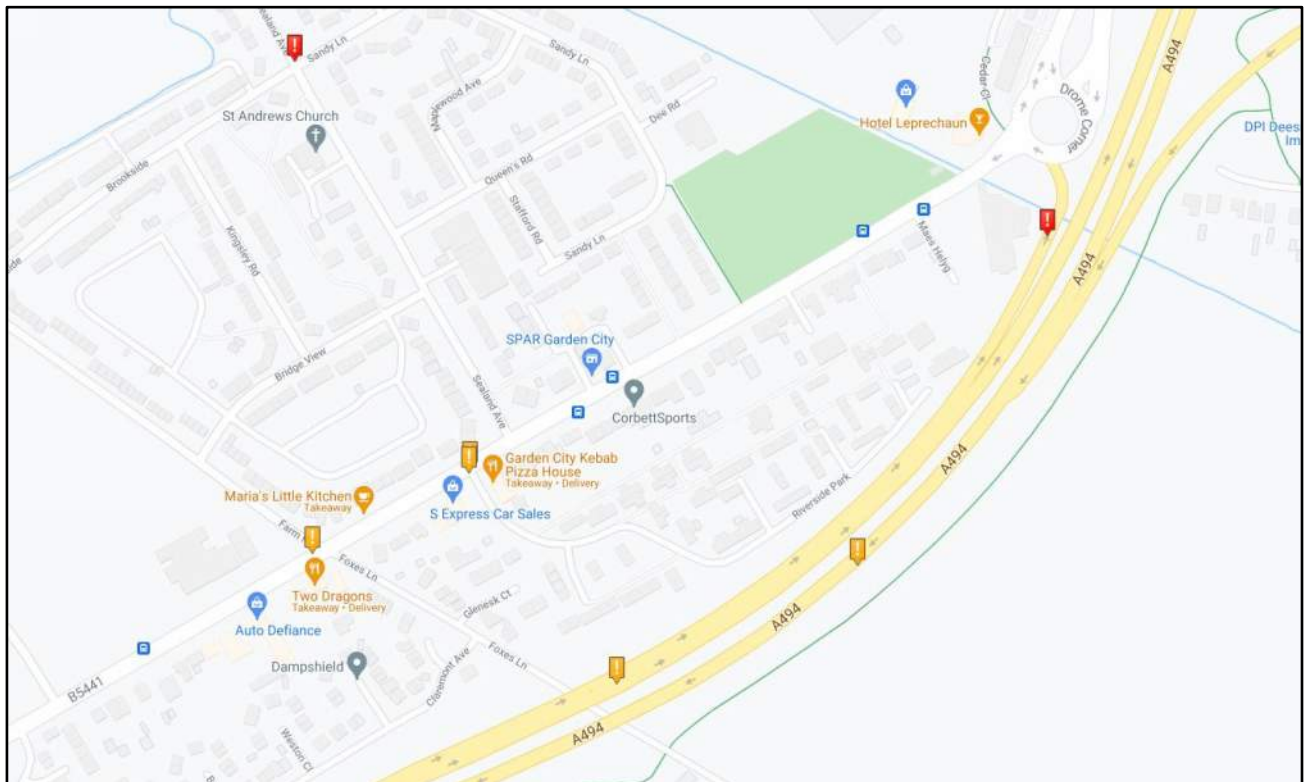 Sealand Ave
Sandy Ln
Sandy Ln
Maplewood Ave
Dee Rd
St Andrews Church
Queen's Rd
Stafford Rd
Sandy Ln
Brookside
Kingsley Rd
Bridge View
Cedar Cl
Drome Corner
Hotel Leprechaun
A494
DPI Dees
Im
Maes Helyg
A494
SPAR Garden City
CorbettSports
Sealand Ave
Garden City Kebab
Pizza House
Takeaway • Delivery
S Express Car Sales
Maria's Little Kitchen
Takeaway
Riverside Park
A494
Farm
Foxes Ln
Two Dragons
Takeaway • Delivery
Glenesk Ct
Auto Defiance
A494
Foxes Ln
Dampshield
Claremont Ave
B5441
Weston Cl
A494